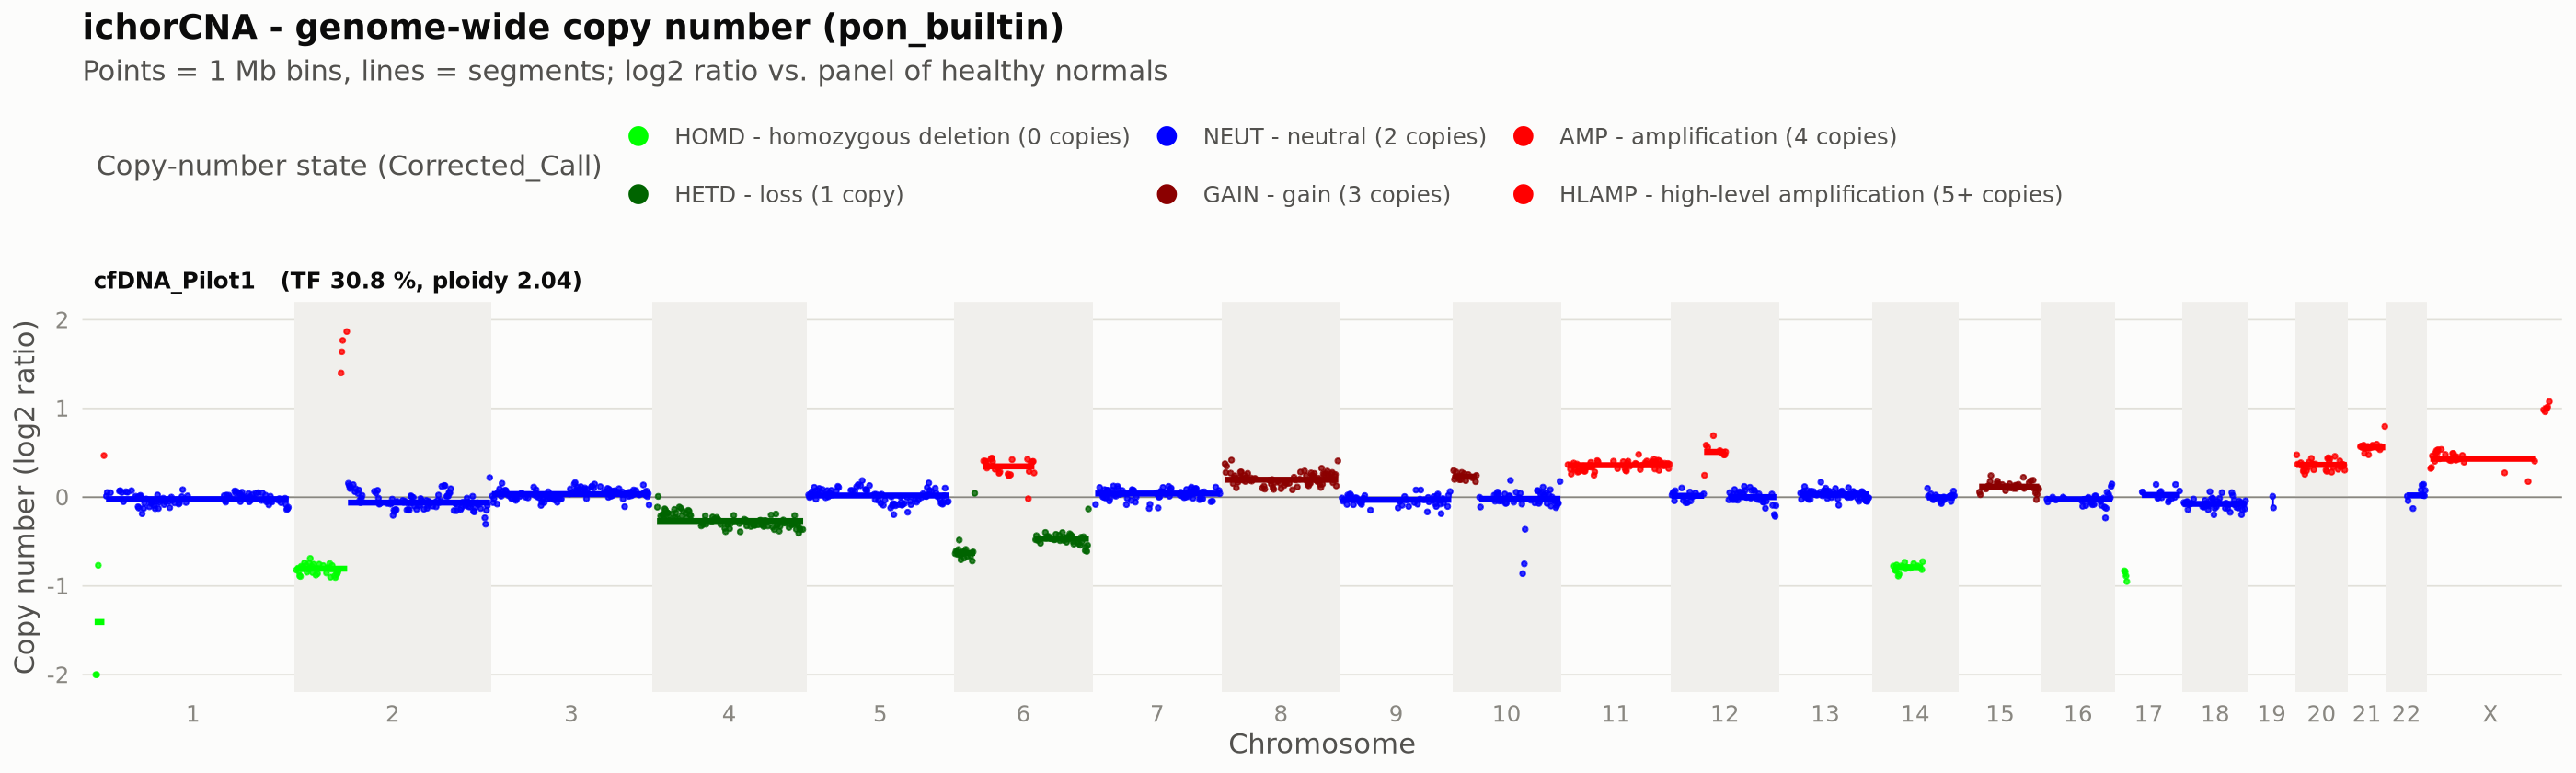 ichorCNA - genome-wide copy number (pon_builtin)
Points = 1 Mb bins, lines = segments; log2 ratio vs. panel of healthy normals
Copy-number state (Corrected_Call)
HOMD - homozygous deletion (0 copies)
NEUT - neutral (2 copies)
AMP - amplification (4 copies)
HETD - loss (1 copy)
GAIN - gain (3 copies)
HLAMP - high-level amplification (5+ copies)
cfDNA_Pilot1 (TF 30.8 %, ploidy 2.04)
Copy number (log2 ratio)
2
1
0
-1
-2
1 2 3 4 5 6 7 8 9 10 11 12 13 14 15 16 17 18 19 20 21 22 X
Chromosome